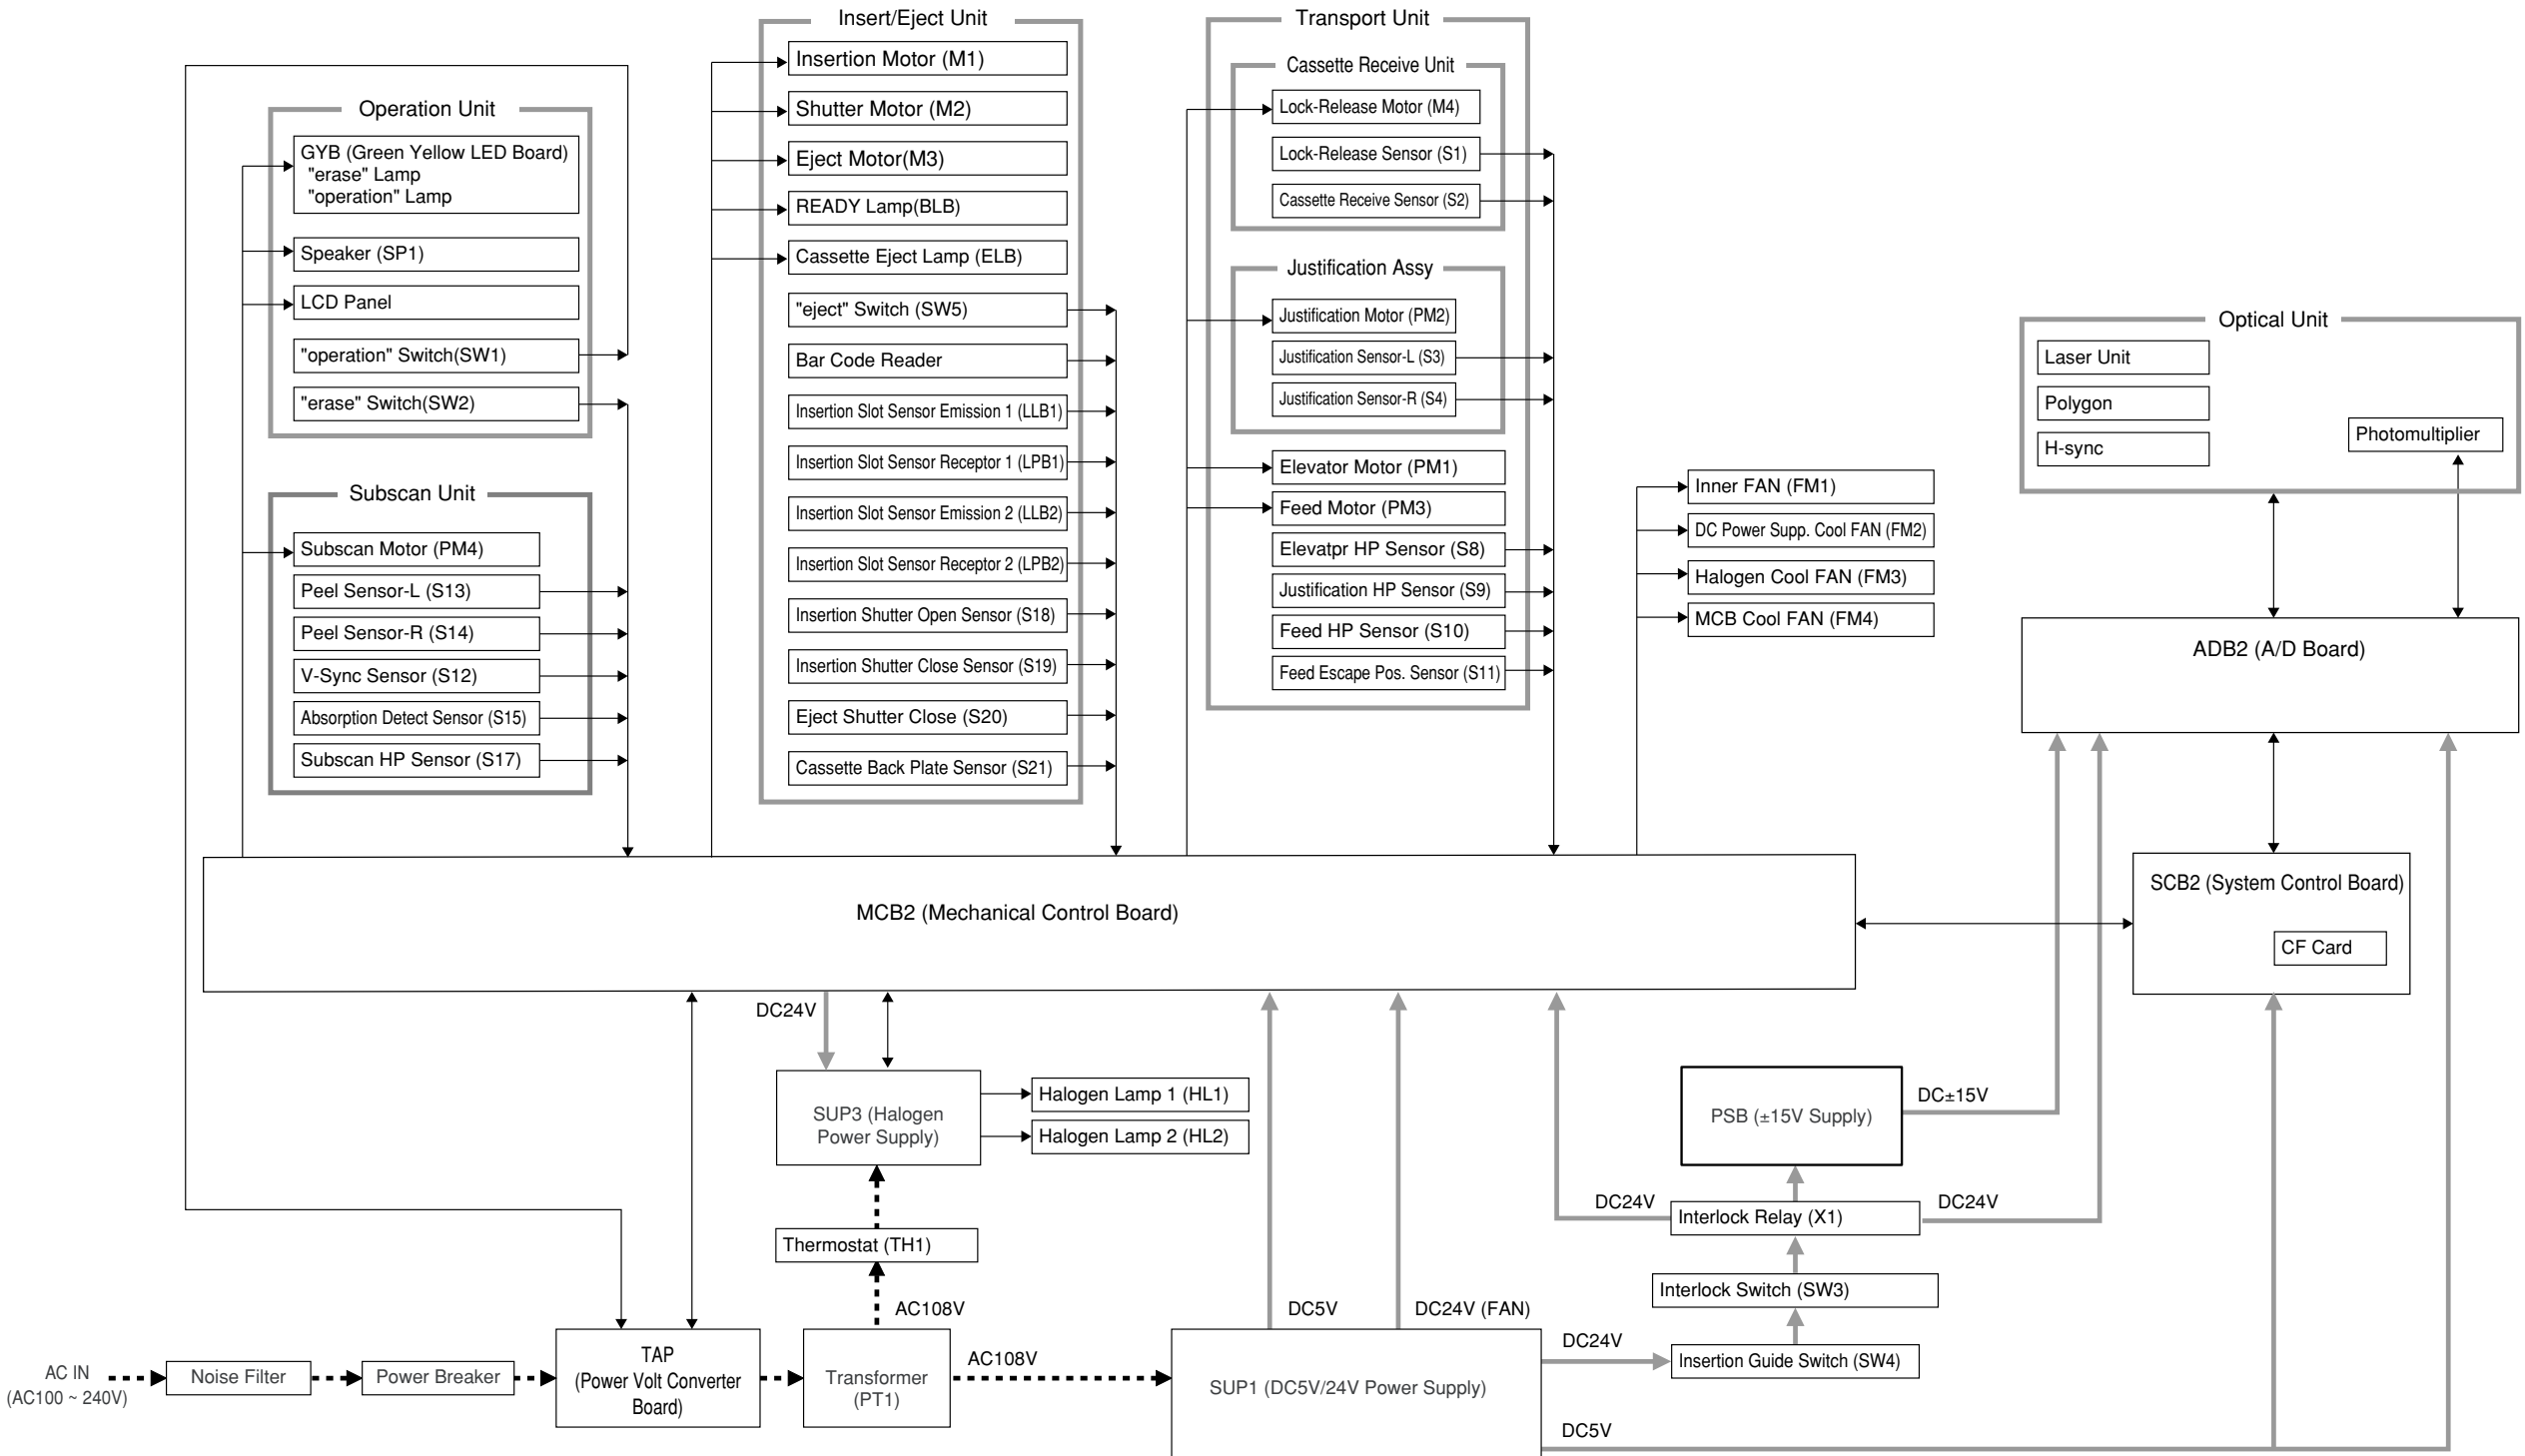 Operation Unit
GYB (Green Yellow LED Board)
"erase" Lamp
"operation" Lamp
Speaker (SP1)
LCD Panel
"operation" Switch(SW1)
"erase" Switch(SW2)
Subscan Unit
Subscan Motor (PM4)
Peel Sensor-L (S13)
Peel Sensor-R (S14)
V-Sync Sensor (S12)
Absorption Detect Sensor (S15)
Subscan HP Sensor (S17)
Insert/Eject Unit
Insertion Motor (M1)
Shutter Motor (M2)
Eject Motor(M3)
READY Lamp(BLB)
Cassette Eject Lamp (ELB)
"eject" Switch (SW5)
Bar Code Reader
Insertion Slot Sensor Emission 1 (LLB1)
Insertion Slot Sensor Receptor 1 (LPB1)
Insertion Slot Sensor Emission 2 (LLB2)
Insertion Slot Sensor Receptor 2 (LPB2)
Insertion Shutter Open Sensor (S18)
Insertion Shutter Close Sensor (S19)
Eject Shutter Close (S20)
Cassette Back Plate Sensor (S21)
Transport Unit
Cassette Receive Unit
Lock-Release Motor (M4)
Lock-Release Sensor (S1)
Cassette Receive Sensor (S2)
Justification Assy
Justification Motor (PM2)
Justification Sensor-L (S3)
Justification Sensor-R (S4)
Elevator Motor (PM1)
Feed Motor (PM3)
Elevatpr HP Sensor (S8)
Justification HP Sensor (S9)
Feed HP Sensor (S10)
Feed Escape Pos. Sensor (S11)
Inner FAN (FM1)
DC Power Supp. Cool FAN (FM2)
Halogen Cool FAN (FM3)
MCB Cool FAN (FM4)
Optical Unit
Laser Unit
Polygon
H-sync
Photomultiplier
ADB2 (A/D Board)
SCB2 (System Control Board)
CF Card
MCB2 (Mechanical Control Board)
DC24V
SUP3 (Halogen
Power Supply)
Halogen Lamp 1 (HL1)
Halogen Lamp 2 (HL2)
Thermostat (TH1)
AC108V
DC5V
DC24V (FAN)
PSB (±15V Supply)
DC±15V
DC24V
Interlock Relay (X1)
DC24V
Interlock Switch (SW3)
DC24V
Insertion Guide Switch (SW4)
AC IN
(AC100 ~ 240V)
Noise Filter
Power Breaker
TAP
(Power Volt Converter
Board)
Transformer
(PT1)
AC108V
SUP1 (DC5V/24V Power Supply)
DC5V